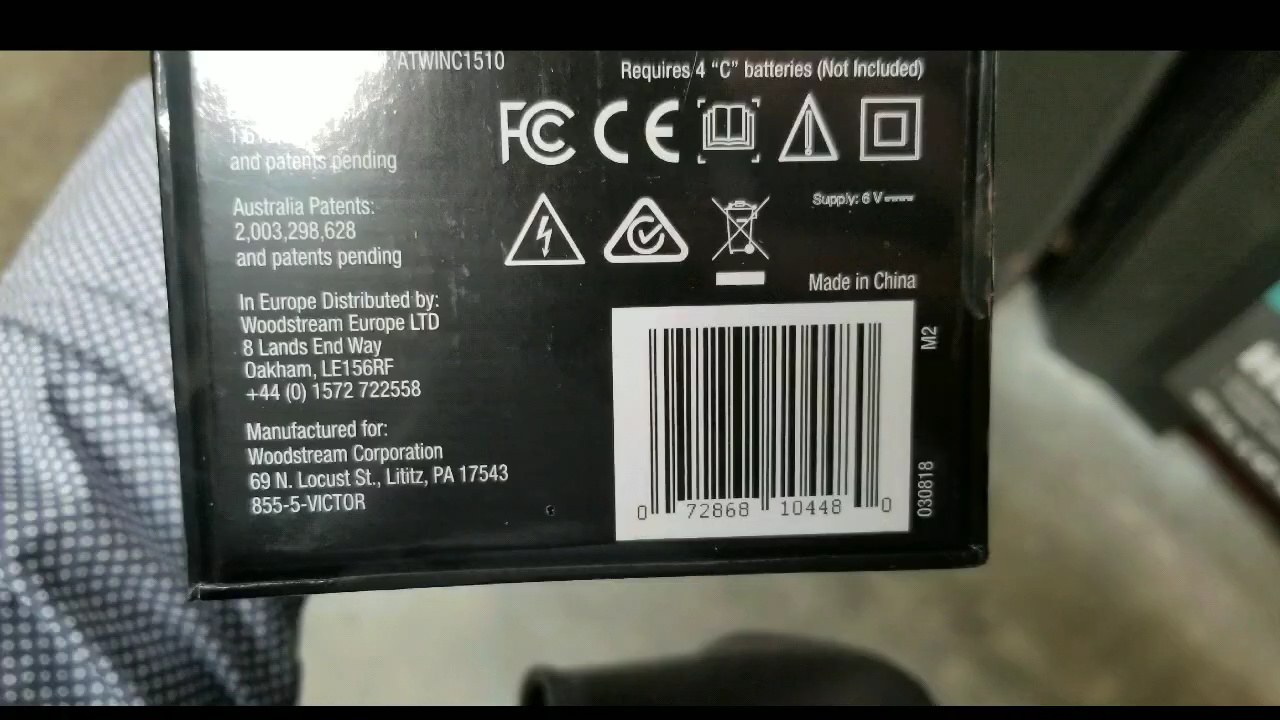 ATWINC1510
Requires 4 “C” batteries (Not Included)
FC CE
and patents pending
Australia Patents:
2,003,298,628
and patents pending
Supply: 6 V
Made in China
In Europe Distributed by:
Woodstream Europe LTD
8 Lands End Way
Oakham, LE156RF
+44 (0) 1572 722558
Manufactured for:
Woodstream Corporation
69 N. Locust St., Lititz, PA 17543
855-5-VICTOR
0 72868 10448 0
M2
030818